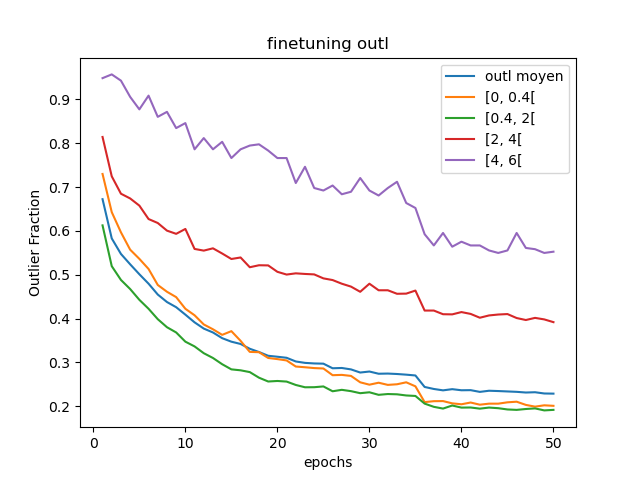 finetuning outl
outl moyen
[0, 0.4[
[0.4, 2[
[2, 4[
[4, 6[
Outlier Fraction
0.9
0.8
0.7
0.6
0.5
0.4
0.3
0.2
0 10 20 30 40 50
epochs